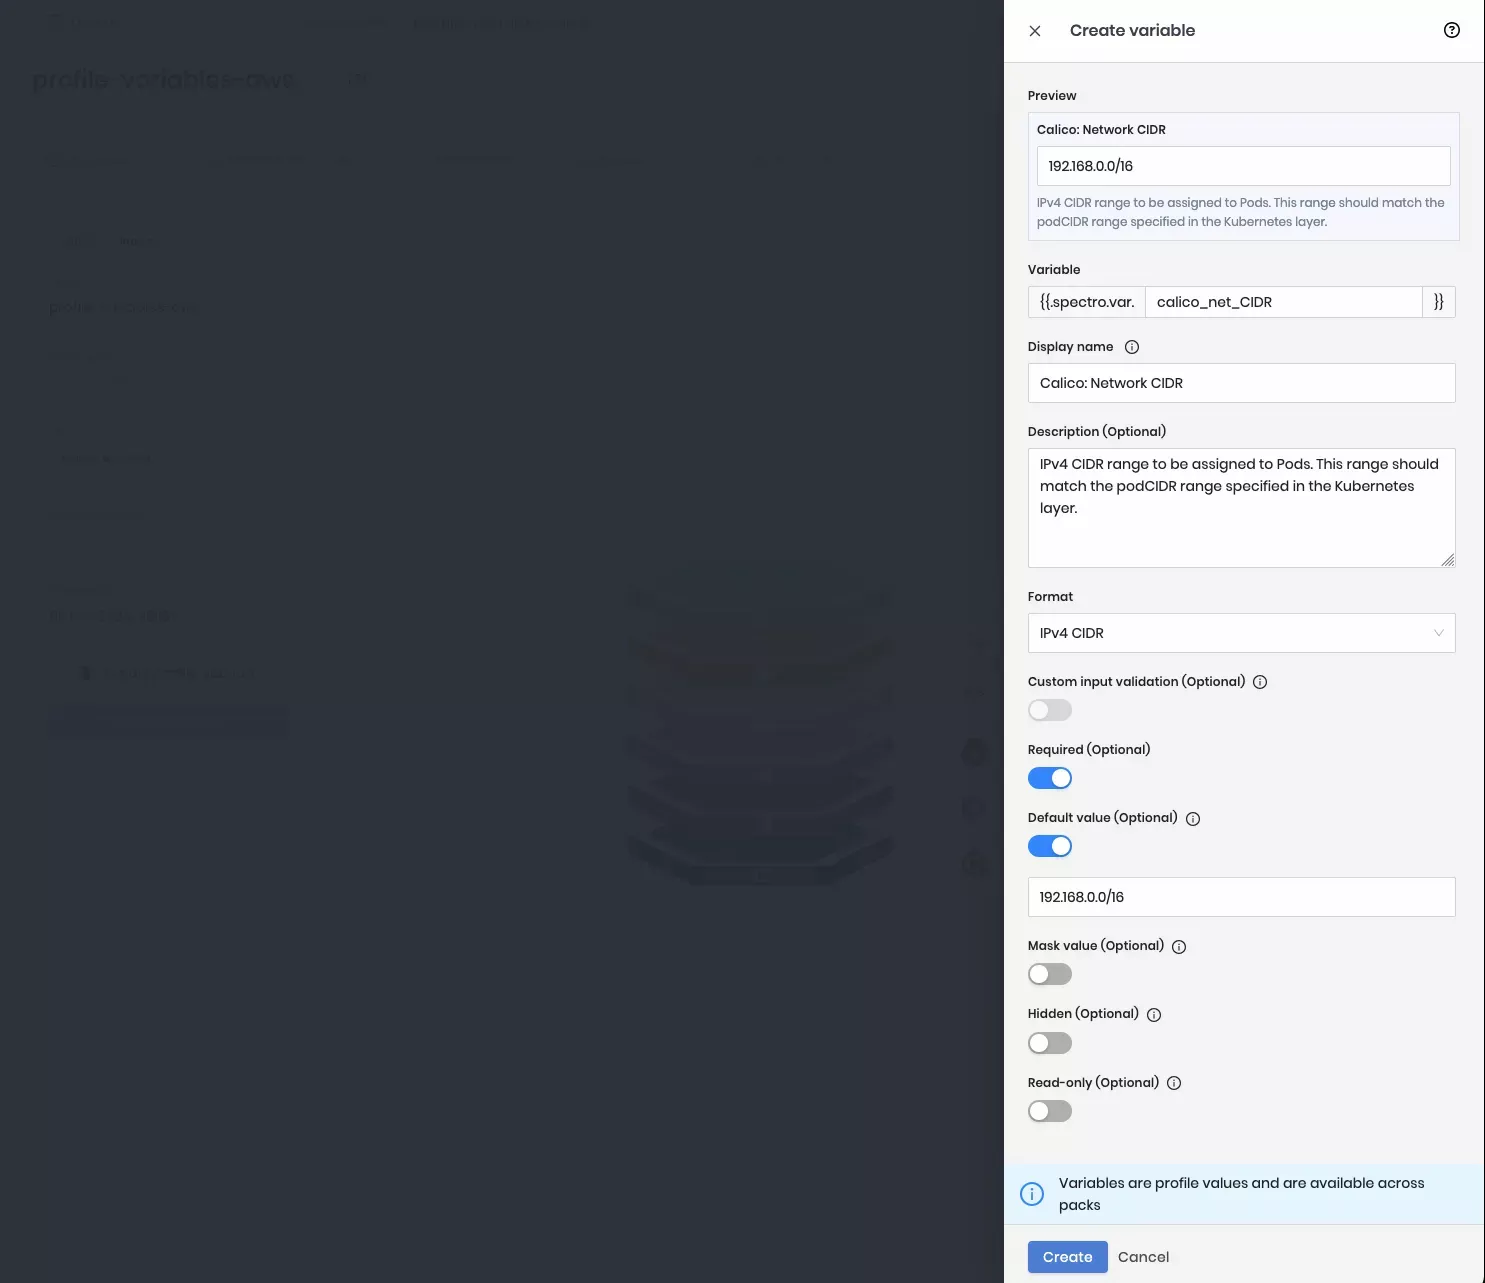 profile-variables-aws
Create variable
Preview
Calico: Network CIDR
192.168.0.0/16
IPv4 CIDR range to be assigned to Pods. This range should match the
podCIDR range specified in the Kubernetes layer.
Variable
{{.spectro.var.
calico_net_CIDR
}}
Display name
Calico: Network CIDR
Description (Optional)
IPv4 CIDR range to be assigned to Pods. This range should
match the podCIDR range specified in the Kubernetes
layer.
Format
IPv4 CIDR
Custom input validation (Optional)
Required (Optional)
Default value (Optional)
192.168.0.0/16
Mask value (Optional)
Hidden (Optional)
Read-only (Optional)
Variables are profile values and are available across
packs
Create
Cancel